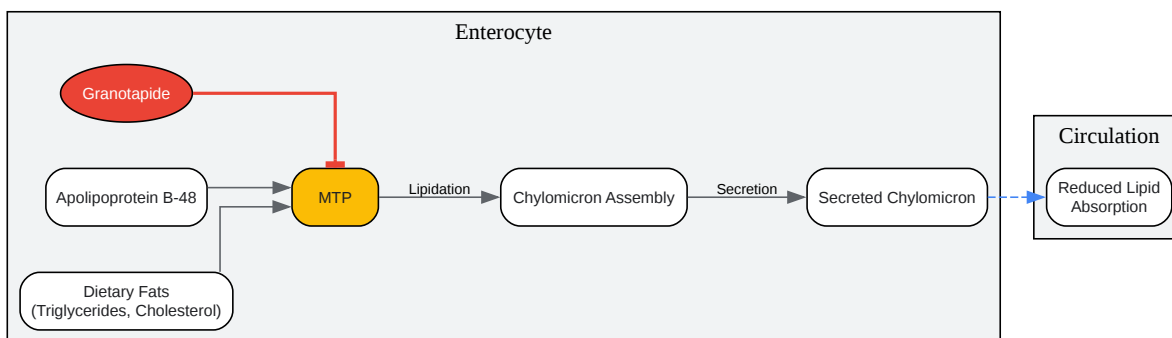 Enterocyte
Granotapide
Circulation
Apolipoprotein B-48
MTP
Lipidation
Chylomicron Assembly
Secretion
Secreted Chylomicron
Reduced Lipid
Absorption
Dietary Fats
(Triglycerides, Cholesterol)